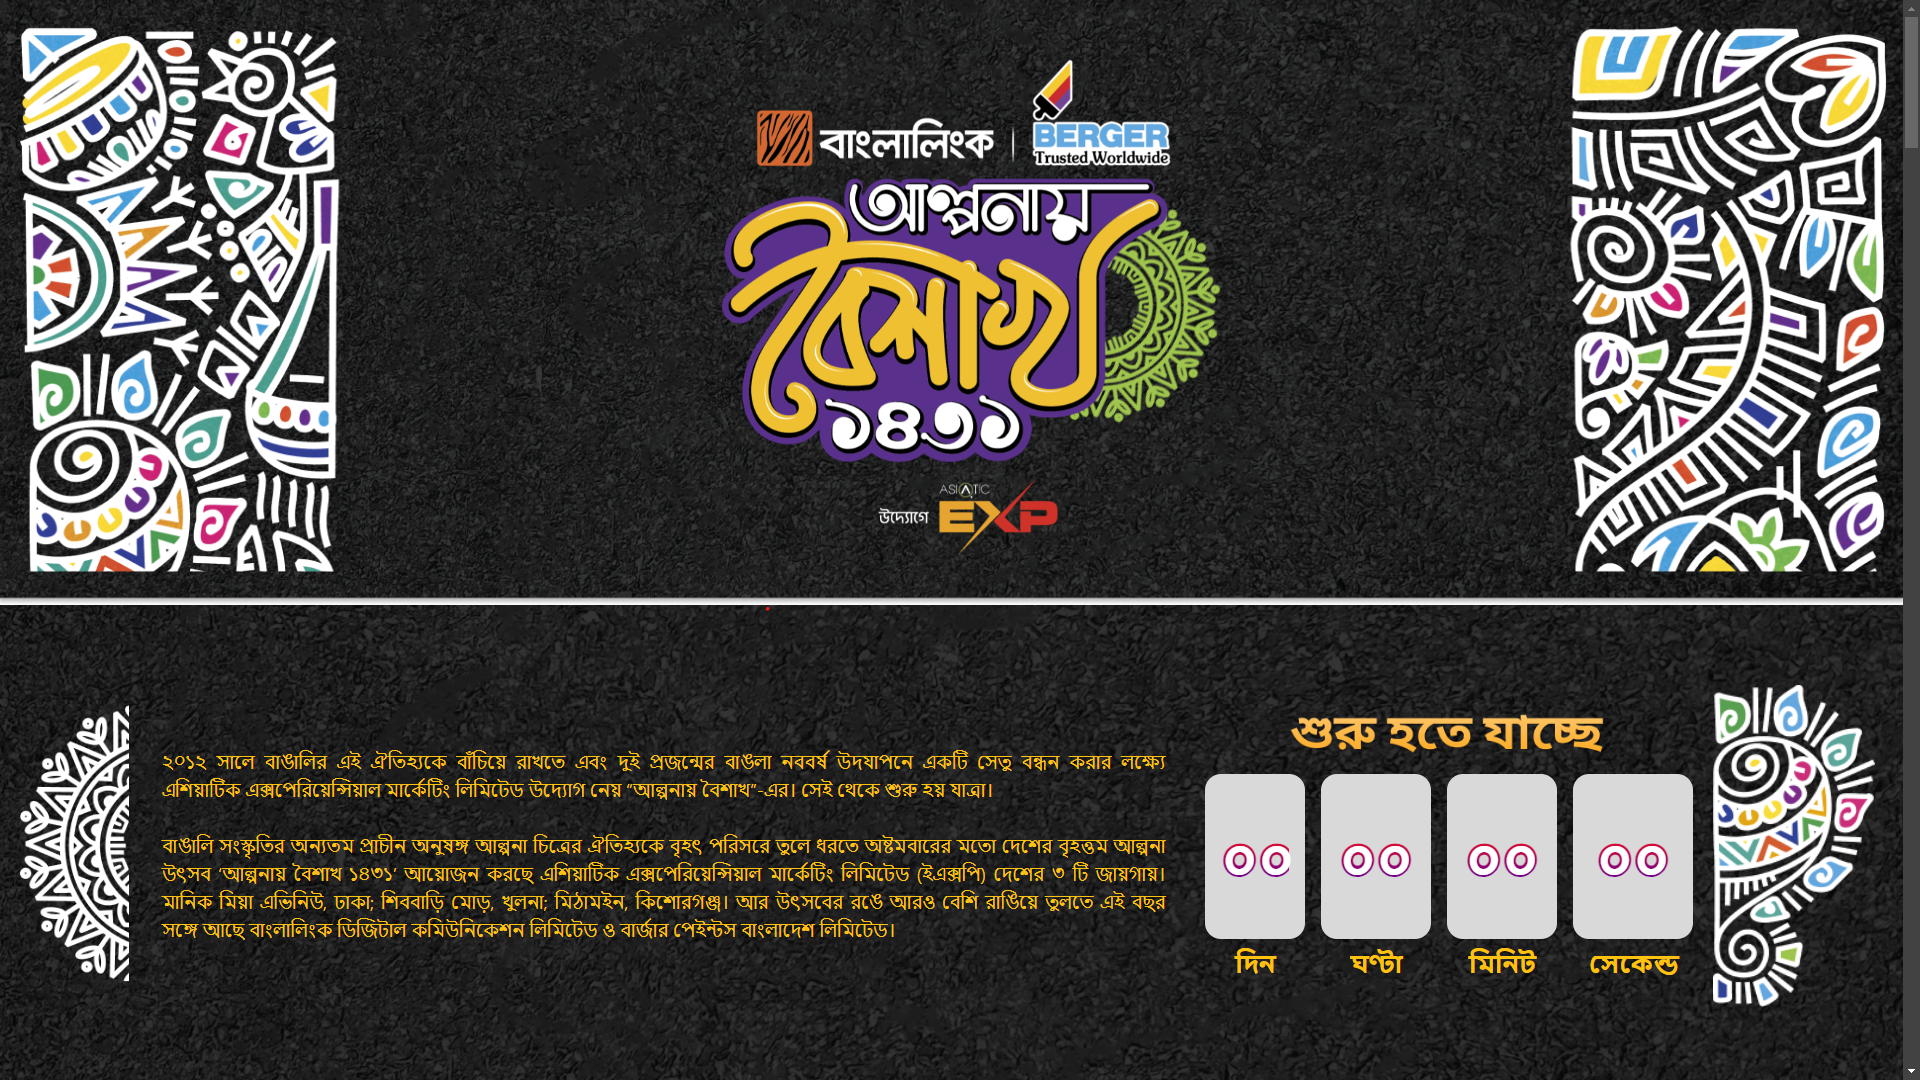 বাংলালিংক
BERGER
Trusted Worldwide
আল্পনায়
বৈশাখ
১৪৩১
উদ্যোগে
ASIATIC
EXP
শুরু হতে যাচ্ছে
২০১২ সালে বাঙালির এই ঐতিহ্যকে বাঁচিয়ে রাখতে এবং দুই প্রজন্মের বাঙলা নববর্ষ উদযাপনে একটি সেতু বন্ধন করার লক্ষ্যে
এশিয়াটিক এক্সপেরিয়েন্সিয়াল মার্কেটিং লিমিটেড উদ্যোগ নেয় “আল্পনায় বৈশাখ”-এর। সেই থেকে শুরু হয় যাত্রা।
বাঙালি সংস্কৃতির অন্যতম প্রাচীন অনুষঙ্গ আল্পনা চিত্রের ঐতিহ্যকে বৃহৎ পরিসরে তুলে ধরতে অষ্টমবারের মতো দেশের বৃহত্তম আল্পনা
উৎসব ‘আল্পনায় বৈশাখ ১৪৩১’ আয়োজন করছে এশিয়াটিক এক্সপেরিয়েন্সিয়াল মার্কেটিং লিমিটেড (ইএক্সপি) দেশের ৩ টি জায়গায়।
মানিক মিয়া এভিনিউ, ঢাকা; শিববাড়ি মোড়, খুলনা; মিঠামইন, কিশোরগঞ্জ। আর উৎসবের রঙে আরও বেশি রাঙিয়ে তুলতে এই বছর
সঙ্গে আছে বাংলালিংক ডিজিটাল কমিউনিকেশন লিমিটেড ও বার্জার পেইন্টস বাংলাদেশ লিমিটেড।
০০ ০০ ০০ ০০
দিন ঘণ্টা মিনিট সেকেন্ড